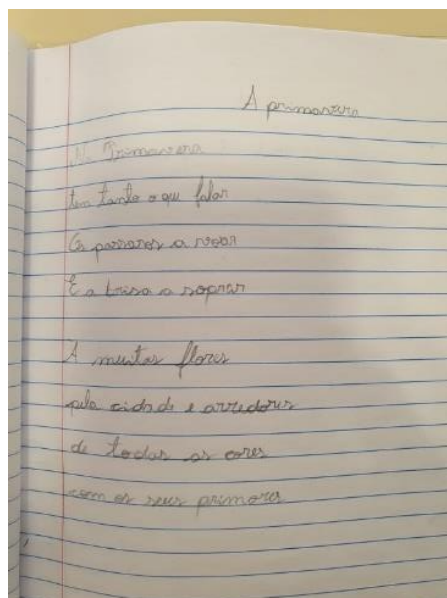 A primavera
Na Primavera
tem tanto o que falar
Os passaros a voar
E a brisa a soprar
A muitas flores
pela cidade e arredores
de todas as cores
com os seus primores